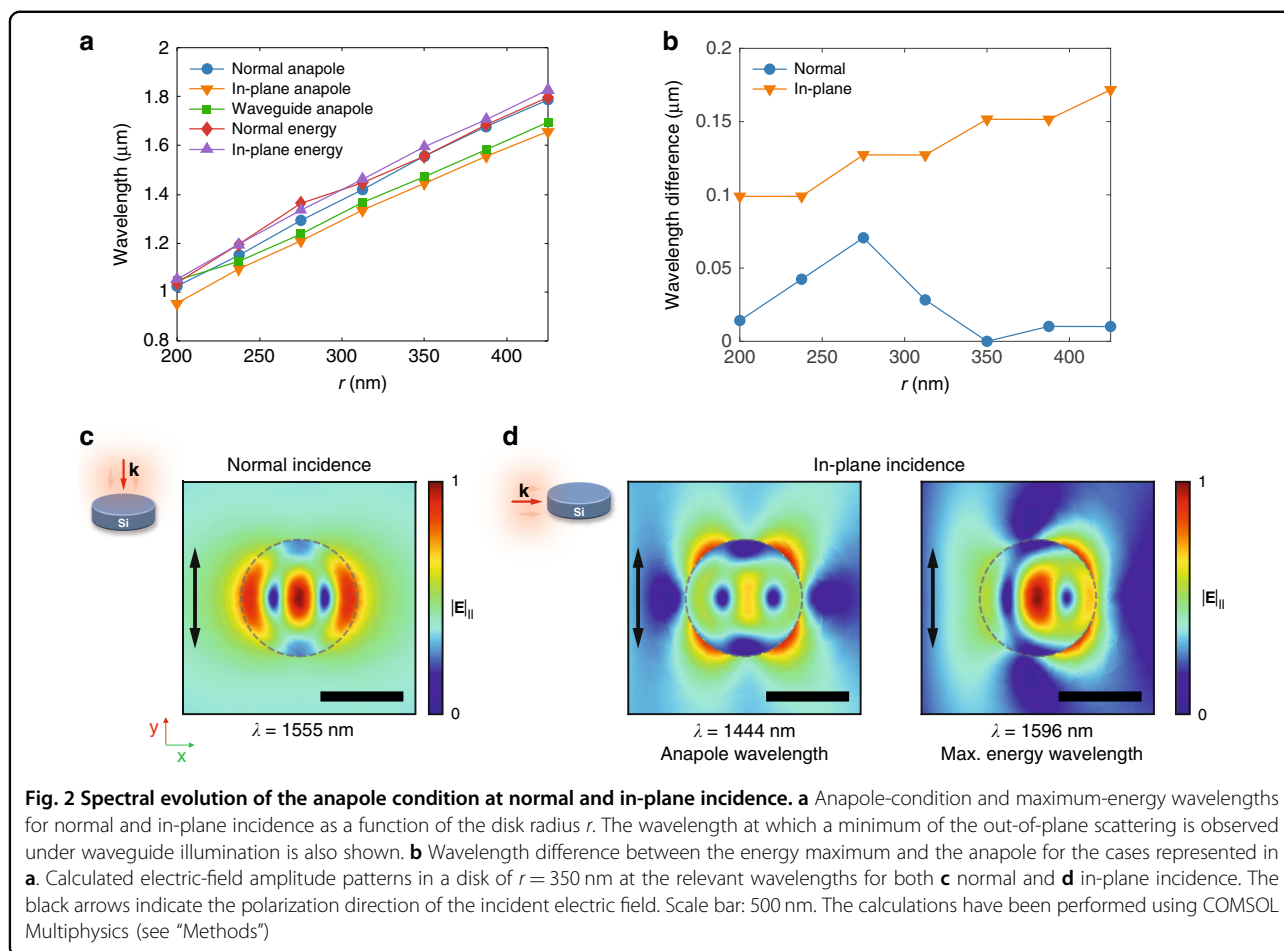 a
2
1.8
1.6
1.4
1.2
1
0.8
Wavelength (μm)
Normal anapole
In-plane anapole
Waveguide anapole
Normal energy
In-plane energy
200 250 300 350 400
r (nm)
b
0.2
0.15
0.1
0.05
0
Wavelength difference (μm)
Normal
In-plane
200 250 300 350 400
r (nm)
c
k
Si
Normal incidence
1
|E|||
0
y
x
λ = 1555 nm
d
k
Si
In-plane incidence
1
|E|||
0
λ = 1444 nm
Anapole wavelength
λ = 1596 nm
Max. energy wavelength
Fig. 2 Spectral evolution of the anapole condition at normal and in-plane incidence. a Anapole-condition and maximum-energy wavelengths
for normal and in-plane incidence as a function of the disk radius r. The wavelength at which a minimum of the out-of-plane scattering is observed
under waveguide illumination is also shown. b Wavelength difference between the energy maximum and the anapole for the cases represented in
a. Calculated electric-field amplitude patterns in a disk of r = 350 nm at the relevant wavelengths for both c normal and d in-plane incidence. The
black arrows indicate the polarization direction of the incident electric field. Scale bar: 500 nm. The calculations have been performed using COMSOL
Multiphysics (see “Methods”)